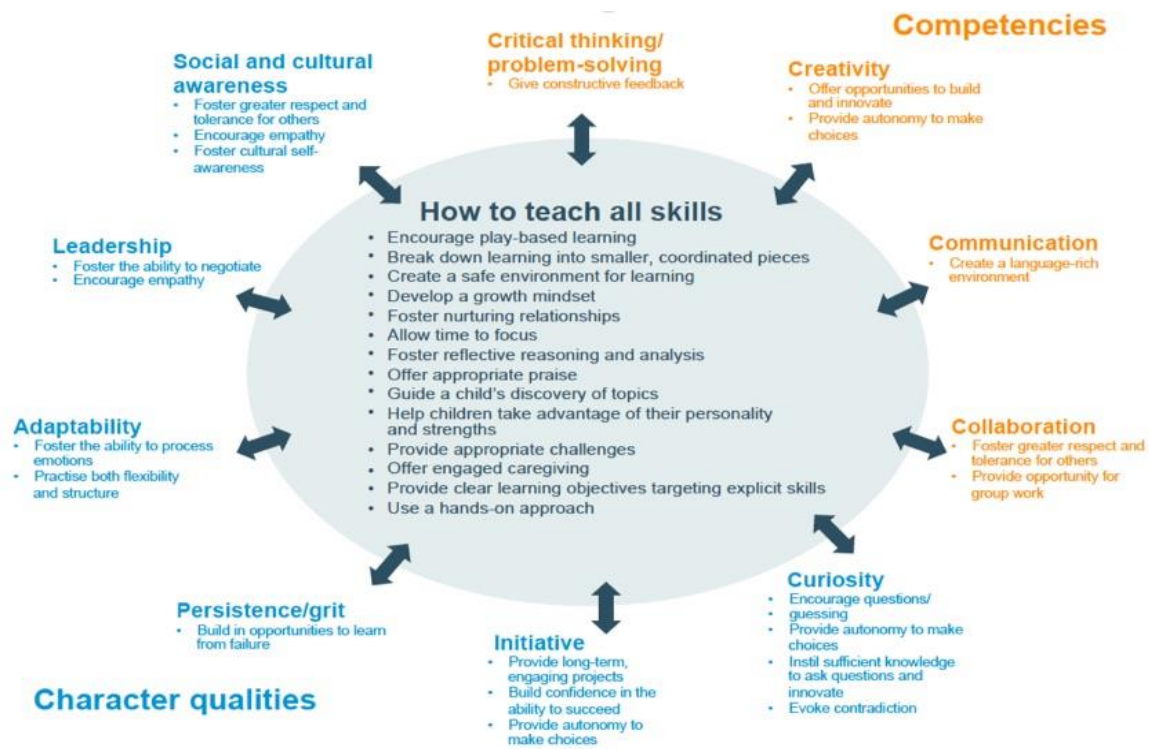 Competencies
Critical thinking/
problem-solving
• Give constructive feedback
Social and cultural
awareness
• Foster greater respect and
tolerance for others
• Encourage empathy
• Foster cultural self-
awareness
Creativity
• Offer opportunities to build
and innovate
• Provide autonomy to make
choices
How to teach all skills
• Encourage play-based learning
• Break down learning into smaller, coordinated pieces
• Create a safe environment for learning
• Develop a growth mindset
• Foster nurturing relationships
• Allow time to focus
• Foster reflective reasoning and analysis
• Offer appropriate praise
• Guide a child's discovery of topics
• Help children take advantage of their personality
and strengths
• Provide appropriate challenges
• Offer engaged caregiving
• Provide clear learning objectives targeting explicit skills
• Use a hands-on approach
Leadership
• Foster the ability to negotiate
• Encourage empathy
Communication
• Create a language-rich
environment
Adaptability
• Foster the ability to process
emotions
• Practise both flexibility
and structure
Collaboration
• Foster greater respect and
tolerance for others
• Provide opportunity for
group work
Persistence/grit
• Build in opportunities to learn
from failure
Initiative
• Provide long-term,
engaging projects
• Build confidence in the
ability to succeed
• Provide autonomy to
make choices
Curiosity
• Encourage questions/
• guessing
• Provide autonomy to make
choices
• Instil sufficient knowledge
to ask questions and
innovate
• Evoke contradiction
Character qualities